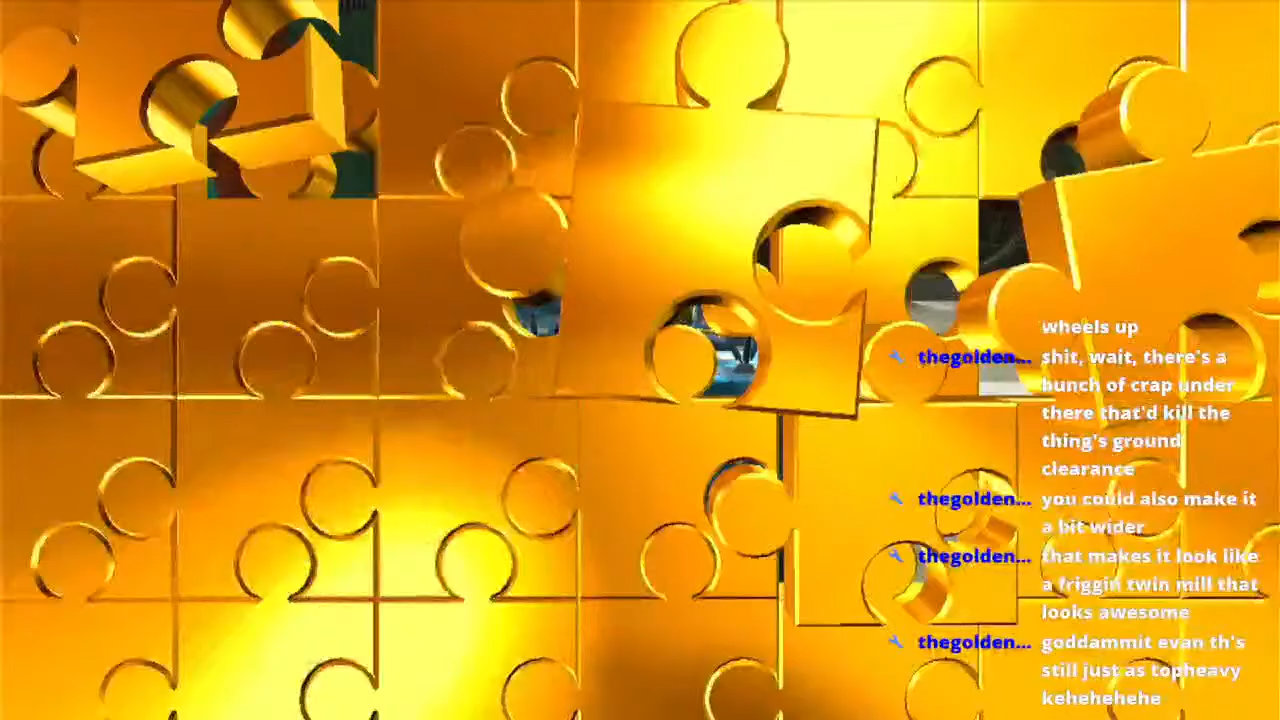 wheels up
thegolden... shit, wait, there's a
bunch of crap under
there that'd kill the
thing's ground
clearance
thegolden... you could also make it
a bit wider
thegolden... that makes it look like
a friggin twin mill that
looks awesome
thegolden... goddammit evan th's
still just as topheavy
kehehehehe